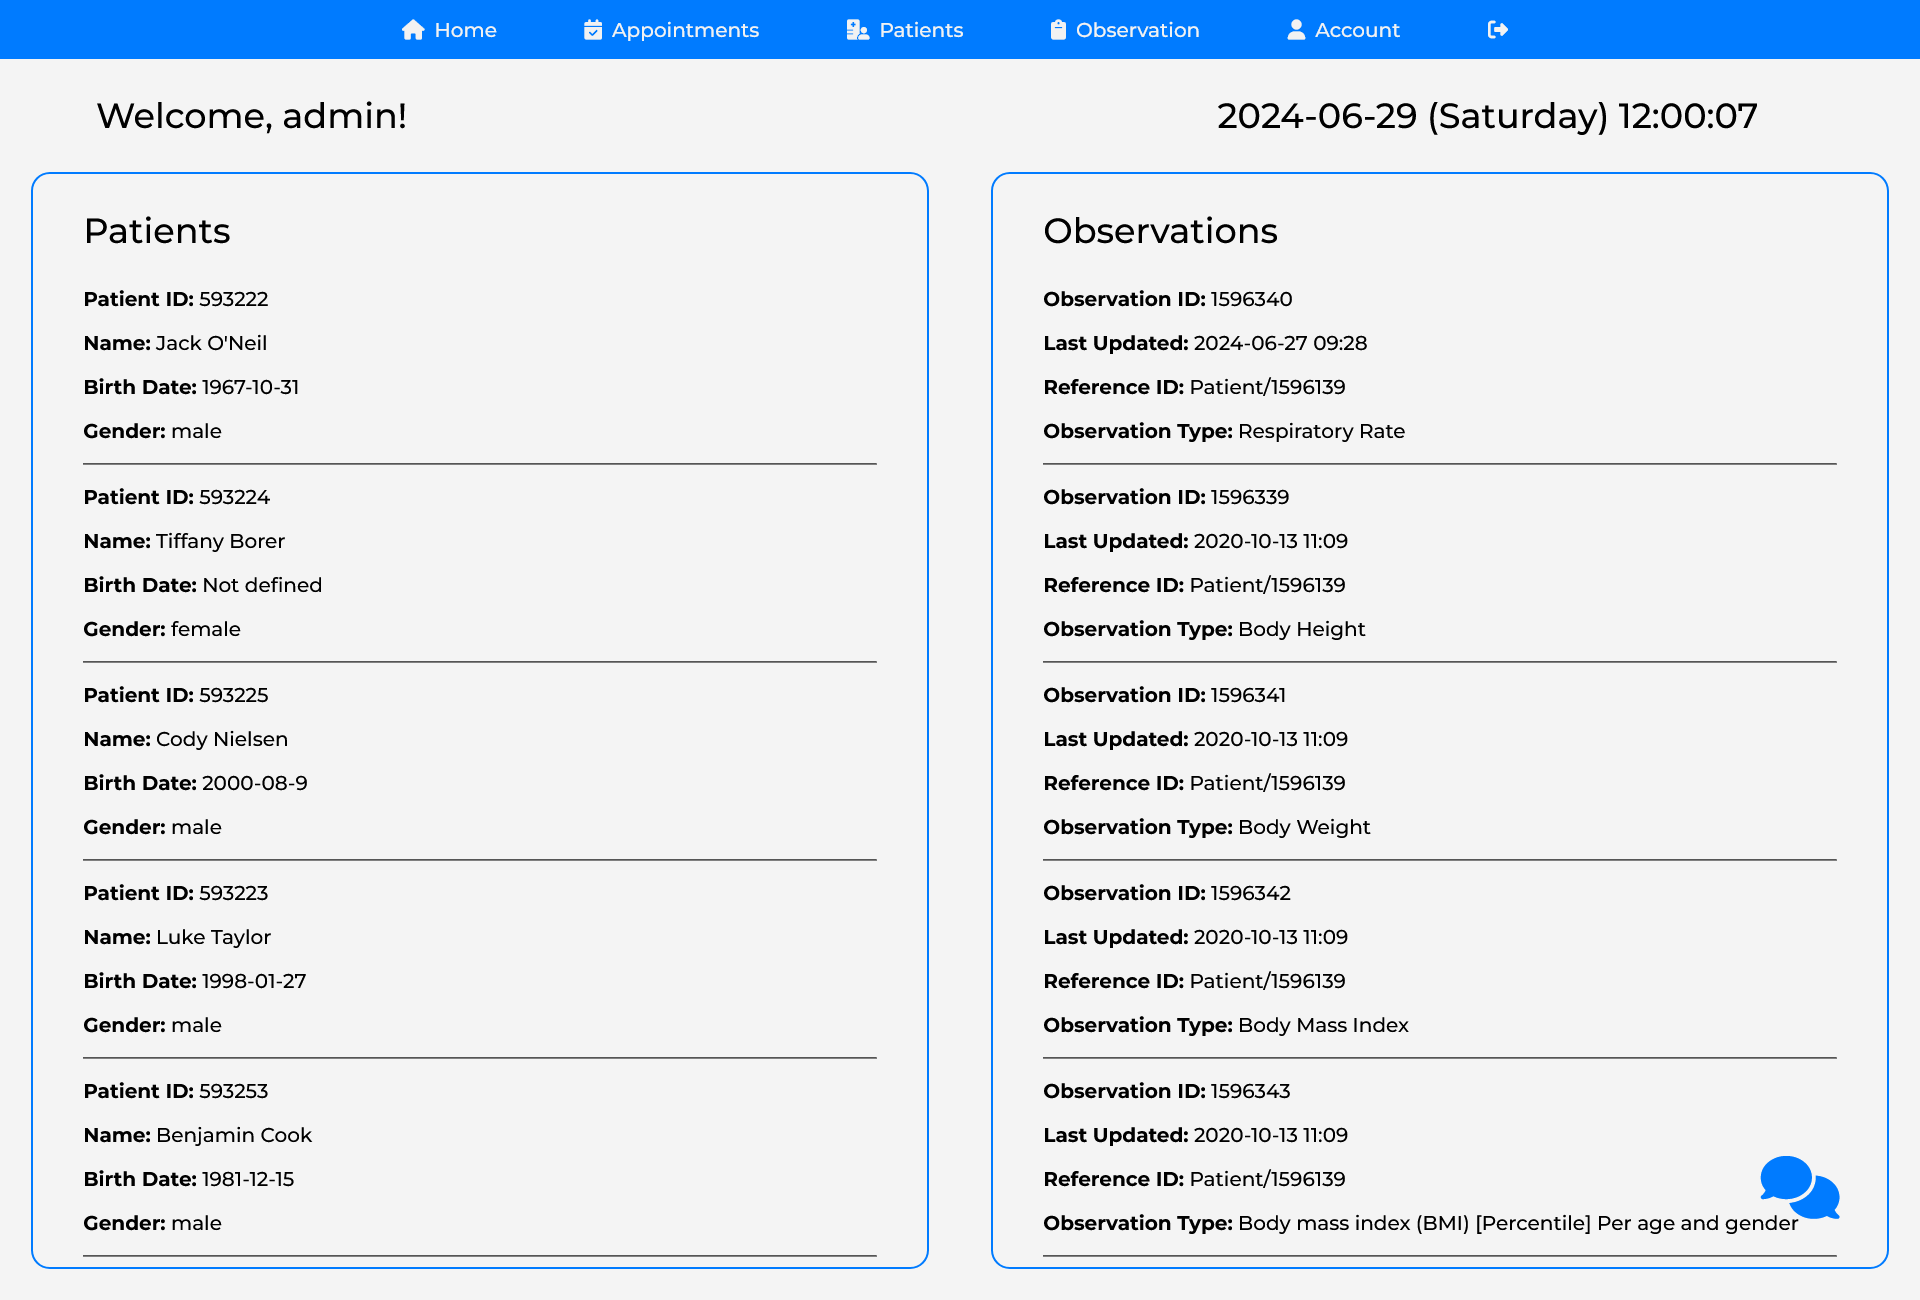 Home Appointments Patients Observation Account
Welcome, admin!
2024-06-29 (Saturday) 12:00:07
Patients
Patient ID: 593222
Name: Jack O'Neil
Birth Date: 1967-10-31
Gender: male
Patient ID: 593224
Name: Tiffany Borer
Birth Date: Not defined
Gender: female
Patient ID: 593225
Name: Cody Nielsen
Birth Date: 2000-08-9
Gender: male
Patient ID: 593223
Name: Luke Taylor
Birth Date: 1998-01-27
Gender: male
Patient ID: 593253
Name: Benjamin Cook
Birth Date: 1981-12-15
Gender: male
Observations
Observation ID: 1596340
Last Updated: 2024-06-27 09:28
Reference ID: Patient/1596139
Observation Type: Respiratory Rate
Observation ID: 1596339
Last Updated: 2020-10-13 11:09
Reference ID: Patient/1596139
Observation Type: Body Height
Observation ID: 1596341
Last Updated: 2020-10-13 11:09
Reference ID: Patient/1596139
Observation Type: Body Weight
Observation ID: 1596342
Last Updated: 2020-10-13 11:09
Reference ID: Patient/1596139
Observation Type: Body Mass Index
Observation ID: 1596343
Last Updated: 2020-10-13 11:09
Reference ID: Patient/1596139
Observation Type: Body mass index (BMI) [Percentile] Per age and gender